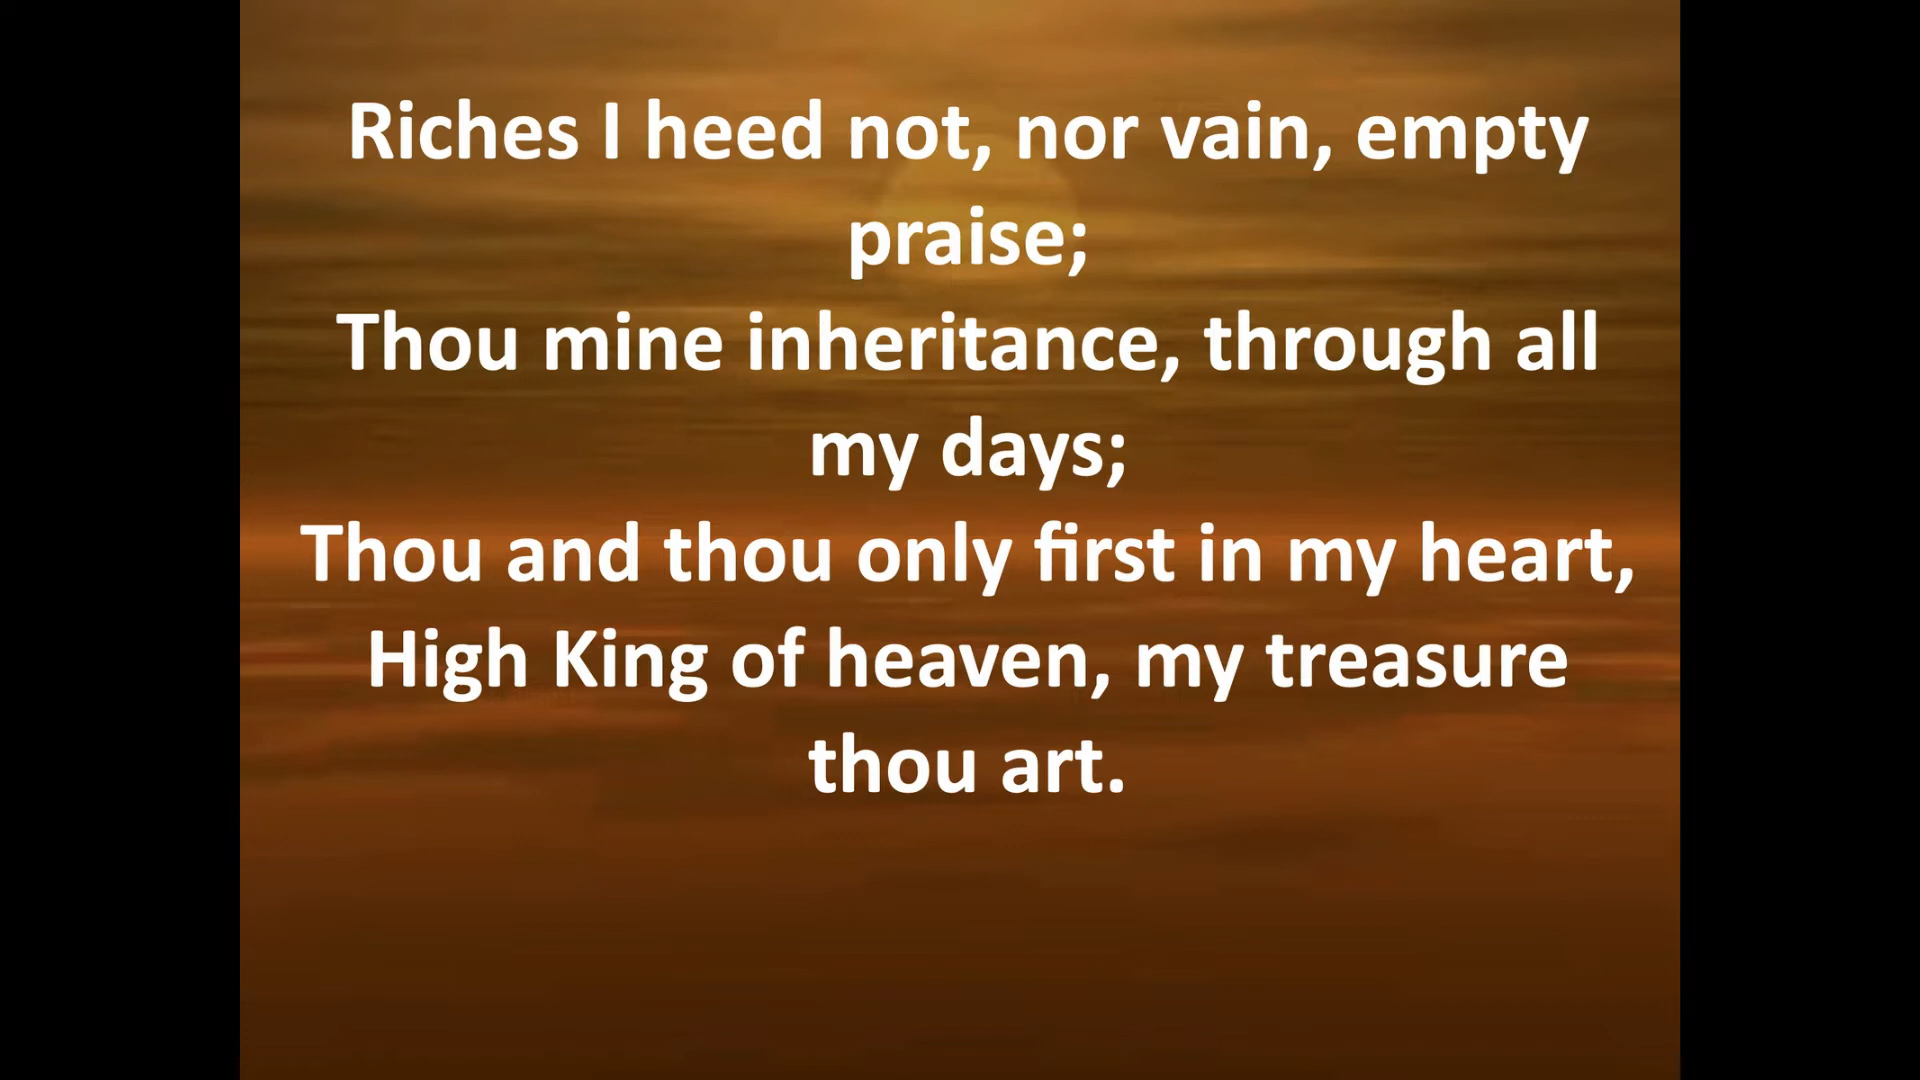 Riches I heed not, nor vain, empty
praise;
Thou mine inheritance, through all
my days;
Thou and thou only first in my heart,
High King of heaven, my treasure
thou art.